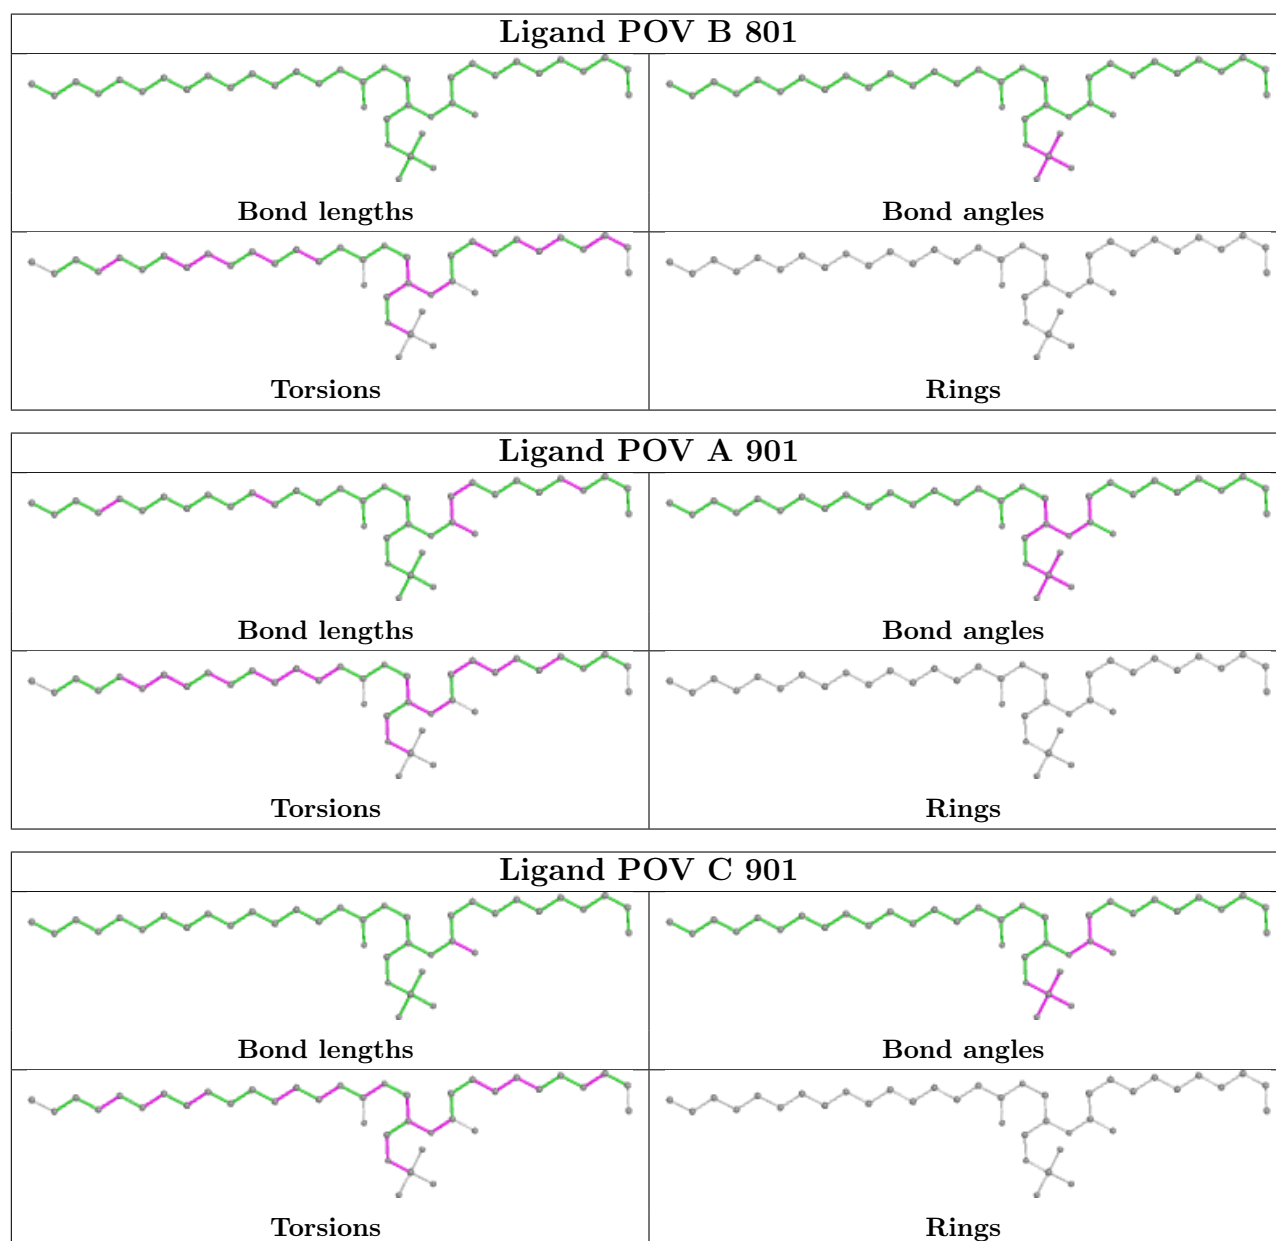 Ligand POV B 801
Bond lengths
Bond angles
Torsions
Rings
Ligand POV A 901
Bond lengths
Bond angles
Torsions
Rings
Ligand POV C 901
Bond lengths
Bond angles
Torsions
Rings